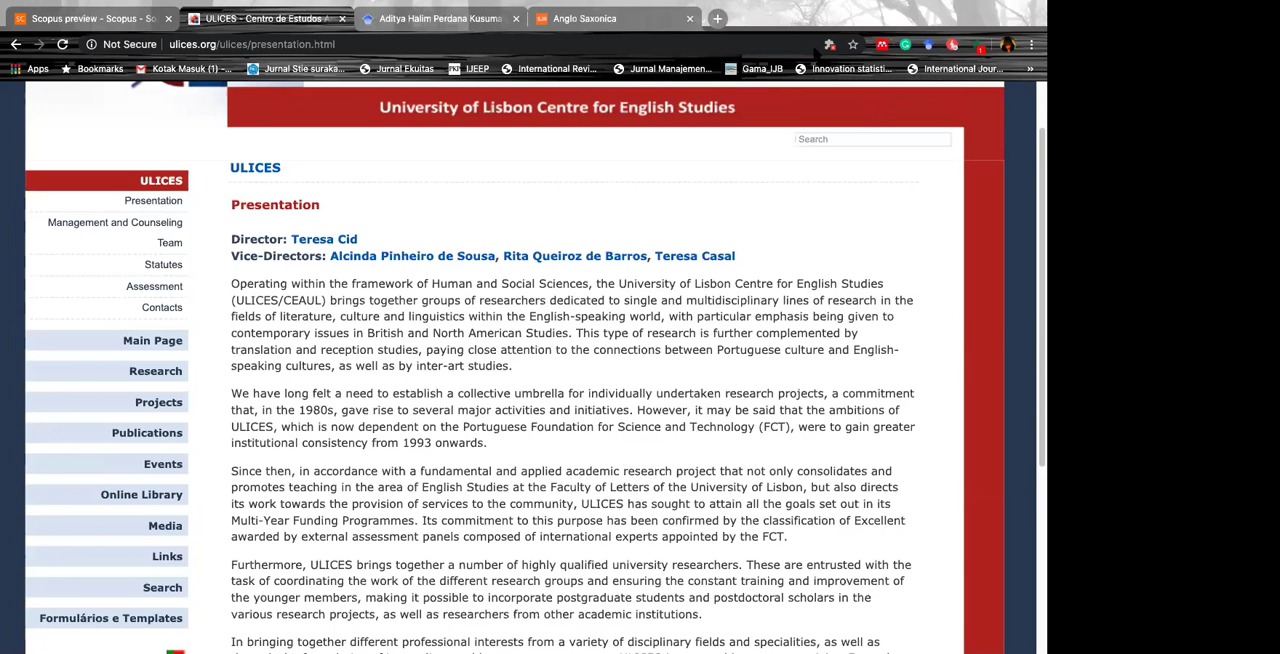 Scopus preview - Scopus - So
ULICES - Centro de Estudos A
Aditya Halim Perdana Kusuma
Anglo Saxonica
Not Secure | ulices.org/ulices/presentation.html
1
Apps
Bookmarks
Kotak Masuk (1) -...
Jurnal Stie suraka...
Jurnal Ekuitas
IJEEP
International Revi...
Jurnal Manajemen...
Gama_IJB
Innovation statisti...
International Jour...
»
University of Lisbon Centre for English Studies
Search
ULICES
Presentation
Management and Counseling
Team
Statutes
Assessment
Contacts
Main Page
Research
Projects
Publications
Events
Online Library
Media
Links
Search
Formulários e Templates
ULICES
Presentation
Director: Teresa Cid
Vice-Directors: Alcinda Pinheiro de Sousa, Rita Queiroz de Barros, Teresa Casal
Operating within the framework of Human and Social Sciences, the University of Lisbon Centre for English Studies
(ULICES/CEAUL) brings together groups of researchers dedicated to single and multidisciplinary lines of research in the
fields of literature, culture and linguistics within the English-speaking world, with particular emphasis being given to
contemporary issues in British and North American Studies. This type of research is further complemented by
translation and reception studies, paying close attention to the connections between Portuguese culture and English-
speaking cultures, as well as by inter-art studies.
We have long felt a need to establish a collective umbrella for individually undertaken research projects, a commitment
that, in the 1980s, gave rise to several major activities and initiatives. However, it may be said that the ambitions of
ULICES, which is now dependent on the Portuguese Foundation for Science and Technology (FCT), were to gain greater
institutional consistency from 1993 onwards.
Since then, in accordance with a fundamental and applied academic research project that not only consolidates and
promotes teaching in the area of English Studies at the Faculty of Letters of the University of Lisbon, but also directs
its work towards the provision of services to the community, ULICES has sought to attain all the goals set out in its
Multi-Year Funding Programmes. Its commitment to this purpose has been confirmed by the classification of Excellent
awarded by external assessment panels composed of international experts appointed by the FCT.
Furthermore, ULICES brings together a number of highly qualified university researchers. These are entrusted with the
task of coordinating the work of the different research groups and ensuring the constant training and improvement of
the younger members, making it possible to incorporate postgraduate students and postdoctoral scholars in the
various research projects, as well as researchers from other academic institutions.
In bringing together different professional interests from a variety of disciplinary fields and specialities, as well as